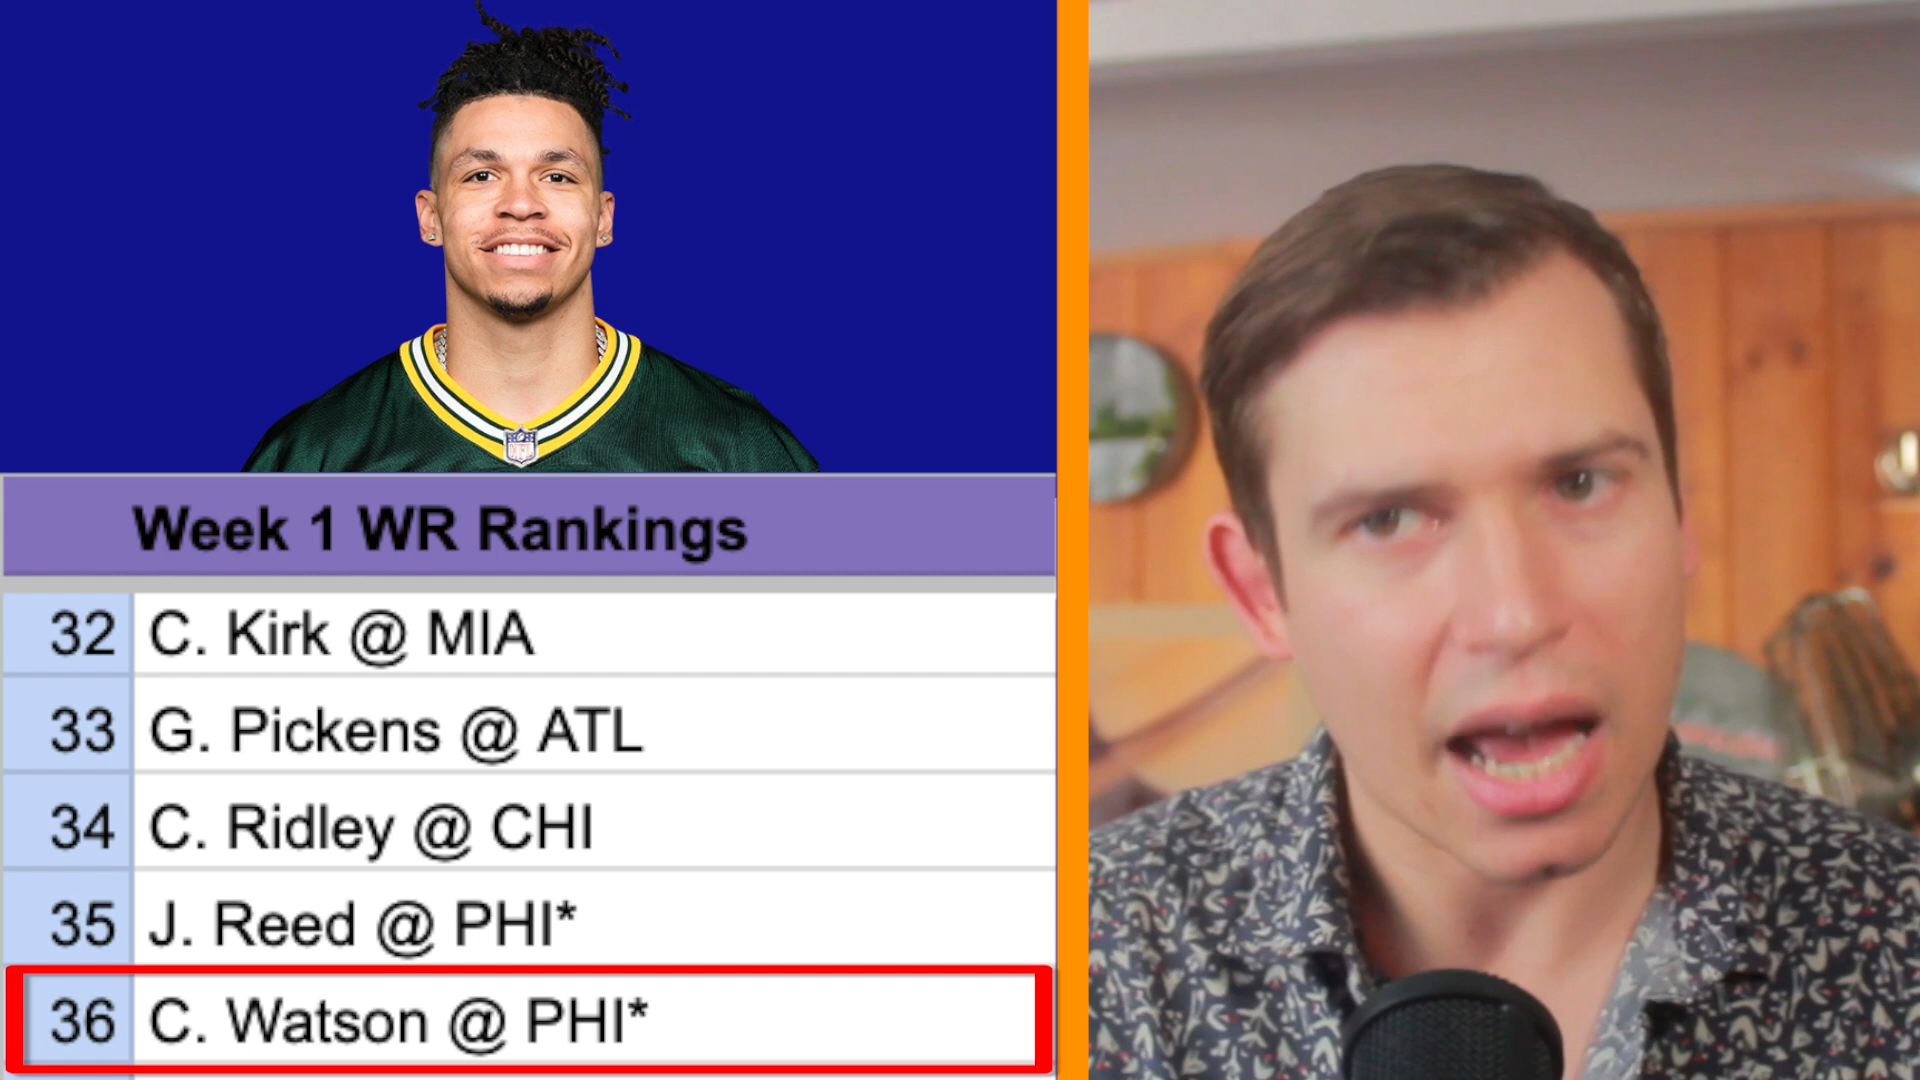 Week 1 WR Rankings
32 C. Kirk @ MIA
33 G. Pickens @ ATL
34 C. Ridley @ CHI
35 J. Reed @ PHI*
36 C. Watson @ PHI*